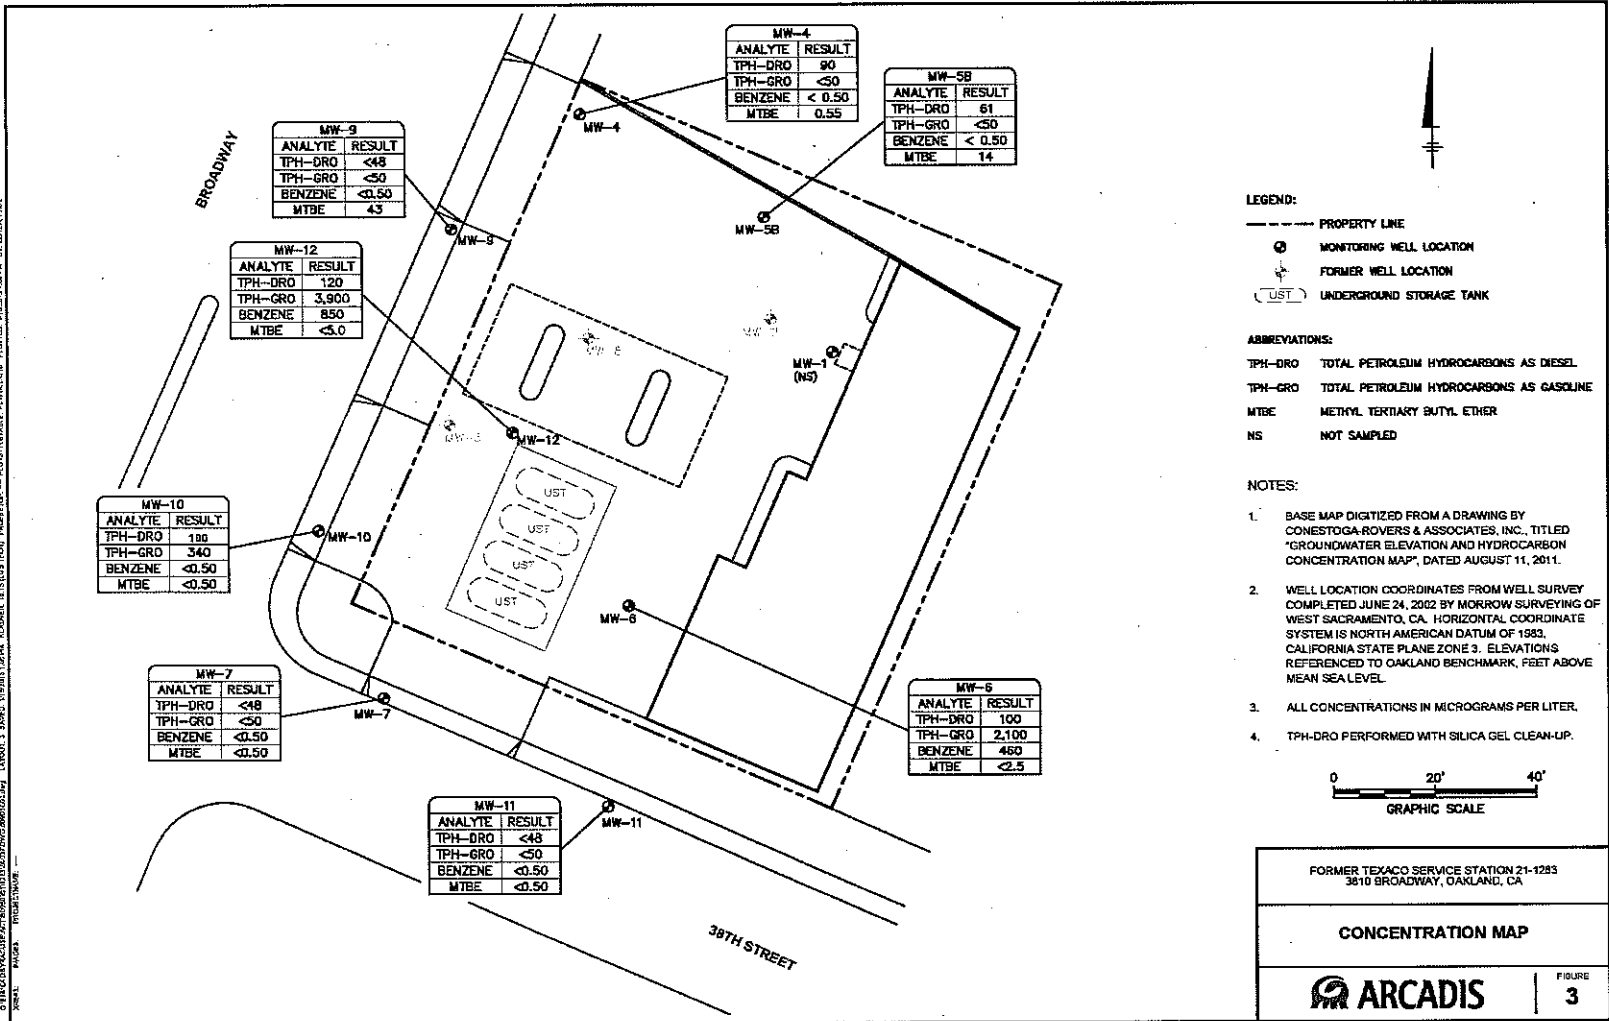 MW-4
ANALYTE RESULT
TPH-DRO 90
TPH-GRO <50
BENZENE < 0.50
MTBE 0.55
MW-5B
ANALYTE RESULT
TPH-DRO 61
TPH-GRO <50
BENZENE < 0.50
MTBE 14
MW-9
ANALYTE RESULT
TPH-DRO <48
TPH-GRO <50
BENZENE <0.50
MTBE 43
MW-12
ANALYTE RESULT
TPH-DRO 120
TPH-GRO 3,900
BENZENE 850
MTBE <5.0
MW-10
ANALYTE RESULT
TPH-DRO
TPH-GRO 340
BENZENE <0.50
MTBE <0.50
MW-7
ANALYTE RESULT
TPH-DRO <48
TPH-GRO <50
BENZENE <0.50
MTBE <0.50
MW-11
ANALYTE RESULT
TPH-DRO <48
TPH-GRO <50
BENZENE <0.50
MTBE <0.50
MW-6
ANALYTE RESULT
TPH-DRO 100
TPH-GRO 2,100
BENZENE 460
MTBE <2.5
BROADWAY
MW-4
MW-5B
MW-9
MW-1
(NS)
MW-12
MW-10
UST
UST
UST
UST
MW-6
MW-7
MW-11
38TH STREET
LEGEND:
PROPERTY LINE
MONITORING WELL LOCATION
FORMER WELL LOCATION
UST UNDERGROUND STORAGE TANK
ABBREVIATIONS:
TPH-DRO TOTAL PETROLEUM HYDROCARBONS AS DIESEL
TPH-GRO TOTAL PETROLEUM HYDROCARBONS AS GASOLINE
MTBE METHYL TERTIARY BUTYL ETHER
NS NOT SAMPLED
NOTES:
1. BASE MAP DIGITIZED FROM A DRAWING BY
CONESTOGA-ROVERS & ASSOCIATES, INC., TITLED
"GROUNDWATER ELEVATION AND HYDROCARBON
CONCENTRATION MAP", DATED AUGUST 11, 2011.
2. WELL LOCATION COORDINATES FROM WELL SURVEY
COMPLETED JUNE 24, 2002 BY MORROW SURVEYING OF
WEST SACRAMENTO, CA. HORIZONTAL COORDINATE
SYSTEM IS NORTH AMERICAN DATUM OF 1983,
CALIFORNIA STATE PLANE ZONE 3. ELEVATIONS
REFERENCED TO OAKLAND BENCHMARK, FEET ABOVE
MEAN SEA LEVEL.
3. ALL CONCENTRATIONS IN MICROGRAMS PER LITER.
4. TPH-DRO PERFORMED WITH SILICA GEL CLEAN-UP.
0 20' 40'
GRAPHIC SCALE
FORMER TEXACO SERVICE STATION 21-1283
3810 BROADWAY, OAKLAND, CA
CONCENTRATION MAP
ARCADIS
FIGURE
3